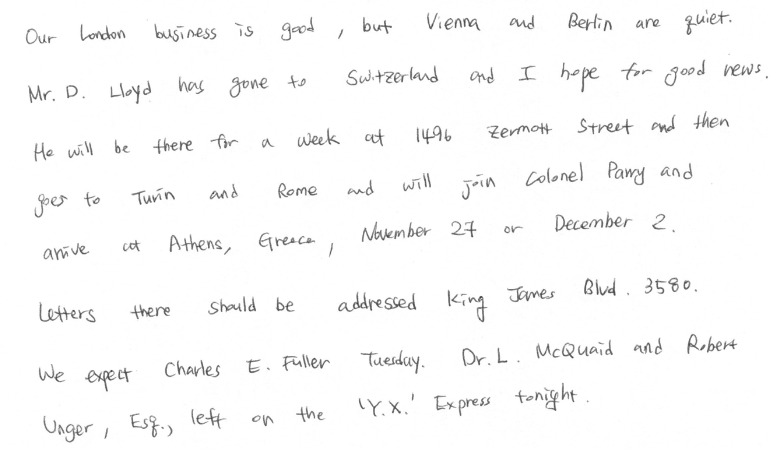 Our London business is good, but Vienna and Berlin are quiet.
Mr. D. Lloyd has gone to Switzerland and I hope for good news.
He will be there for a week at 1496 Zermott Street and then
goes to Turin and Rome and will join Colonel Parry and
arrive at Athens, Greece, November 27 or December 2.
Letters there should be addressed King James Blvd. 3580.
We expect Charles E. Fuller Tuesday. Dr. L. McQuaid and Robert
Unger, Esq., left on the 'Y.X.' Express tonight.